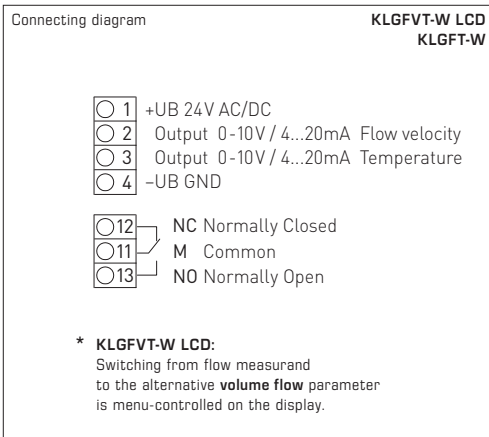 Connecting diagram KLGFVT-W LCD
KLGFT-W
1 +UB 24V AC/DC
2 Output 0-10V / 4...20mA Flow velocity
3 Output 0-10V / 4...20mA Temperature
4 –UB GND
12 NC Normally Closed
11 M Common
13 NO Normally Open
* KLGFVT-W LCD:
Switching from flow measurand
to the alternative volume flow parameter
is menu-controlled on the display.